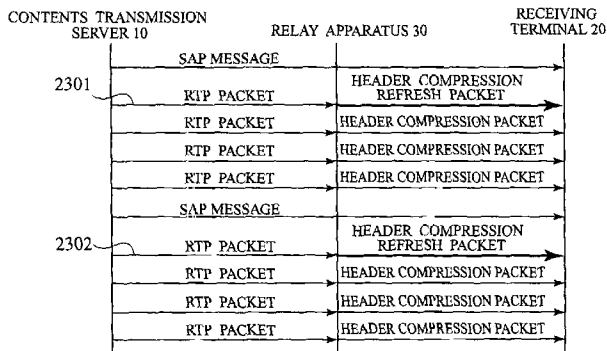 CONTENTS TRANSMISSION
SERVER 10
RELAY APPARATUS 30
RECEIVING
TERMINAL 20
SAP MESSAGE
2301
RTP PACKET
HEADER COMPRESSION
REFRESH PACKET
RTP PACKET
HEADER COMPRESSION PACKET
RTP PACKET
HEADER COMPRESSION PACKET
RTP PACKET
HEADER COMPRESSION PACKET
SAP MESSAGE
2302
RTP PACKET
HEADER COMPRESSION
REFRESH PACKET
RTP PACKET
HEADER COMPRESSION PACKET
RTP PACKET
HEADER COMPRESSION PACKET
RTP PACKET
HEADER COMPRESSION PACKET